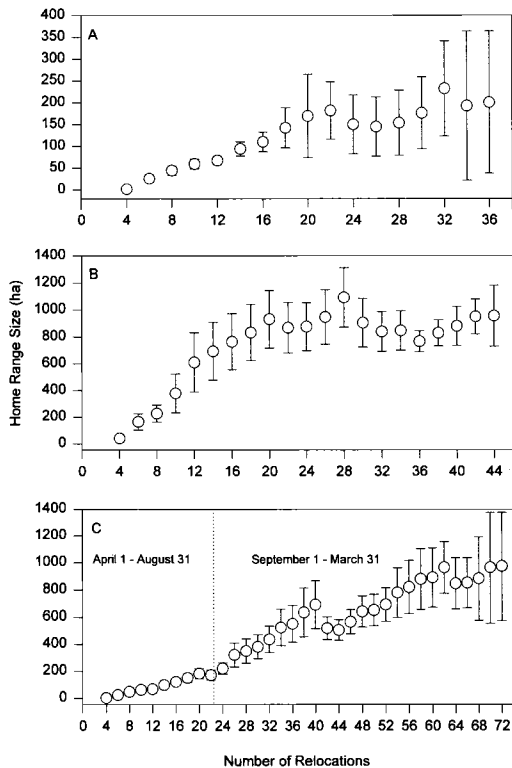 400
A
350
300
250
200
150
100
50
0
0 4 8 12 16 20 24 28 32 36
1400
B
1200
1000
800
600
400
200
0
0 4 8 12 16 20 24 28 32 36 40 44
Home Range Size (ha)
1400
C
1200
April 1 - August 31 September 1 - March 31
1000
800
600
400
200
0
0 4 8 12 16 20 24 28 32 36 40 44 48 52 56 60 64 68 72
Number of Relocations